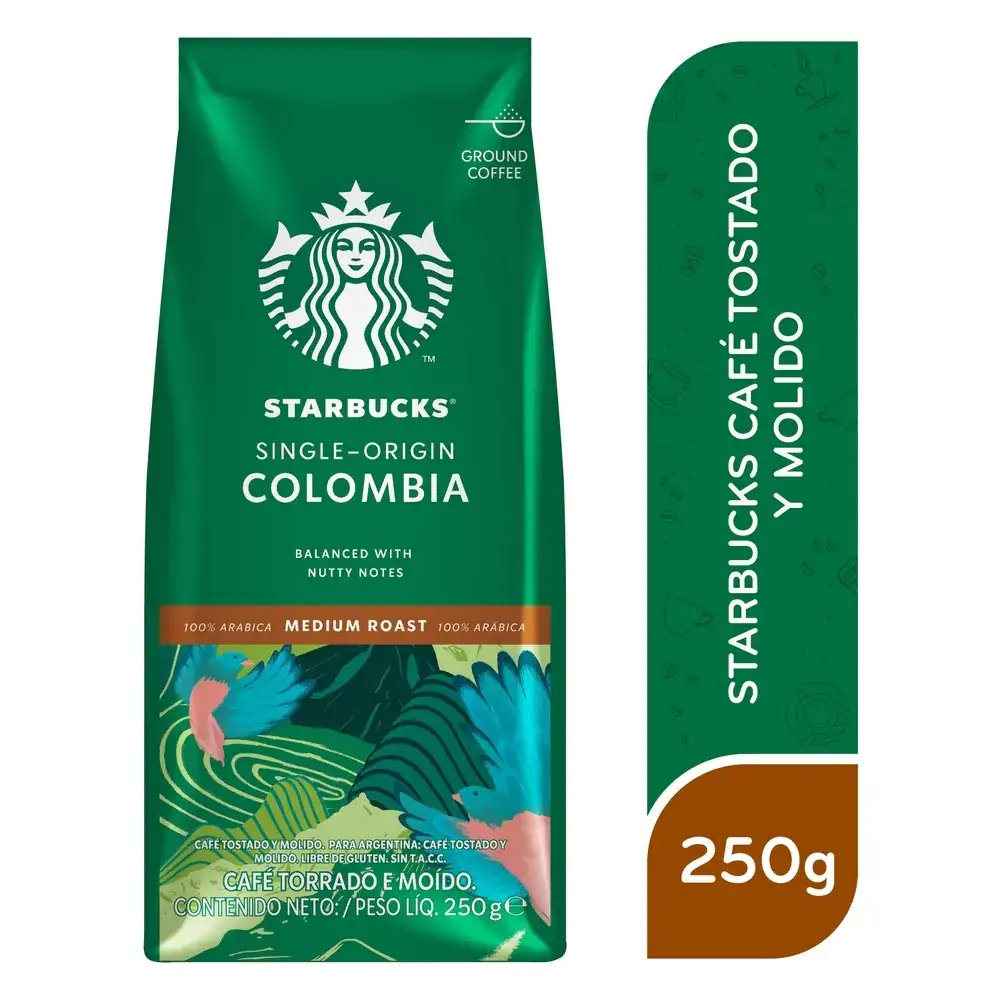 GROUND
COFFEE
TM
STARBUCKS®
SINGLE-ORIGIN
COLOMBIA
BALANCED WITH
NUTTY NOTES
100% ARABICA MEDIUM ROAST 100% ARÁBICA
CAFÉ TOSTADO Y MOLIDO. PARA ARGENTINA: CAFÉ TOSTADO Y
MOLIDO. LIBRE DE GLUTEN. SIN T.A.C.C.
CAFÉ TORRADO E MOÍDO.
CONTENIDO NETO: / PESO LÍQ. 250 g ℮
STARBUCKS CAFÉ TOSTADO
Y MOLIDO
250g